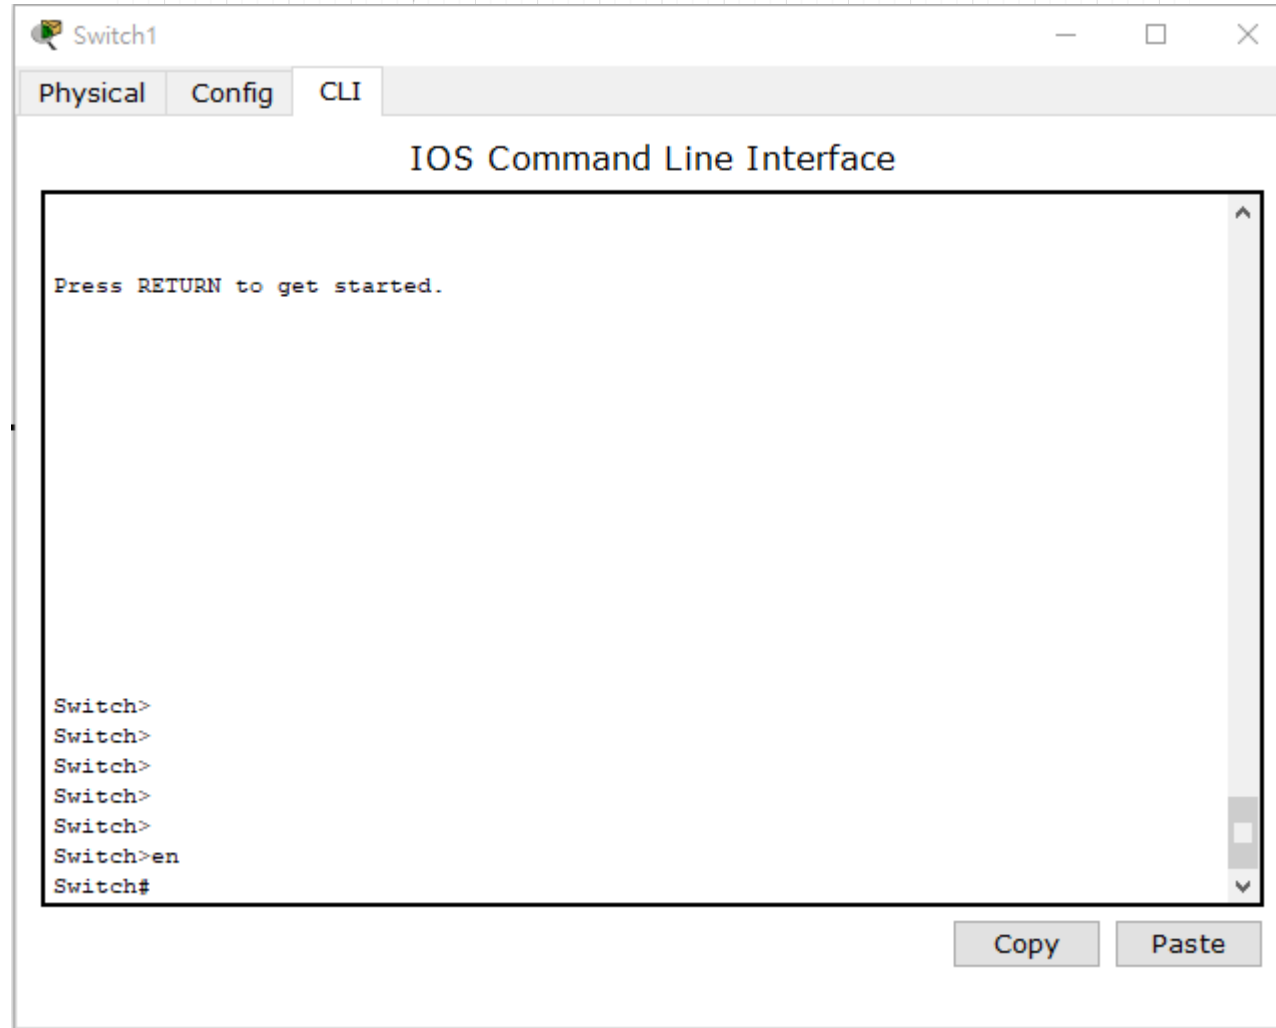 Switch1
Physical Config CLI
IOS Command Line Interface
Press RETURN to get started.
Switch>
Switch>
Switch>
Switch>
Switch>
Switch>en
Switch#
Copy Paste